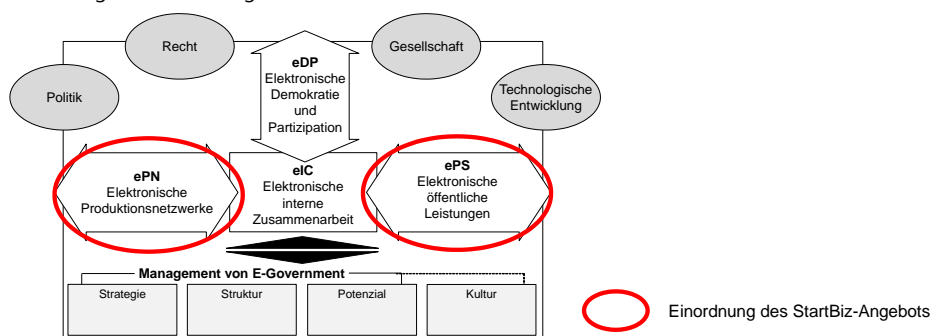 Recht
Gesellschaft
Politik
Technologische
Entwicklung
eDP
Elektronische
Demokratie
und
Partizipation
ePN
Elektronische
Produktionsnetzwerke
eIC
Elektronische
interne
Zusammenarbeit
ePS
Elektronische
öffentliche
Leistungen
Management von E-Government
Strategie
Struktur
Potenzial
Kultur
Einordnung des StartBiz-Angebots